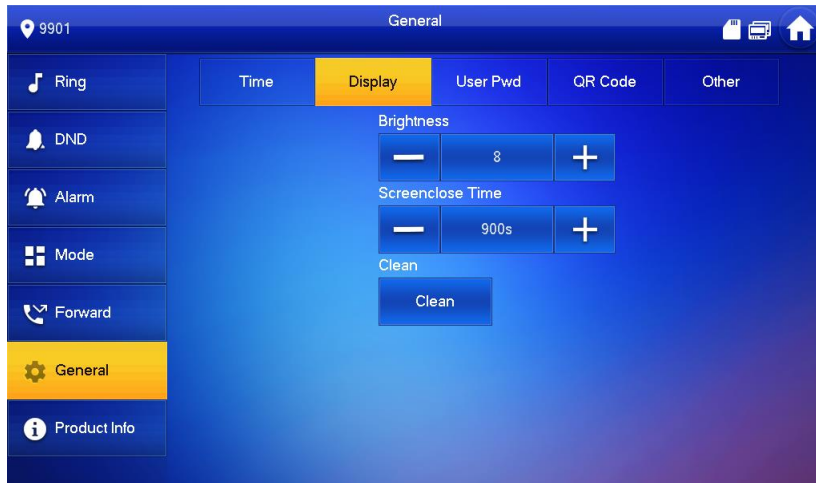 9901
General
Ring
DND
Alarm
Mode
Forward
General
Product Info
Time
Display
User Pwd
QR Code
Other
Brightness
8
Screenclose Time
900s
Clean
Clean